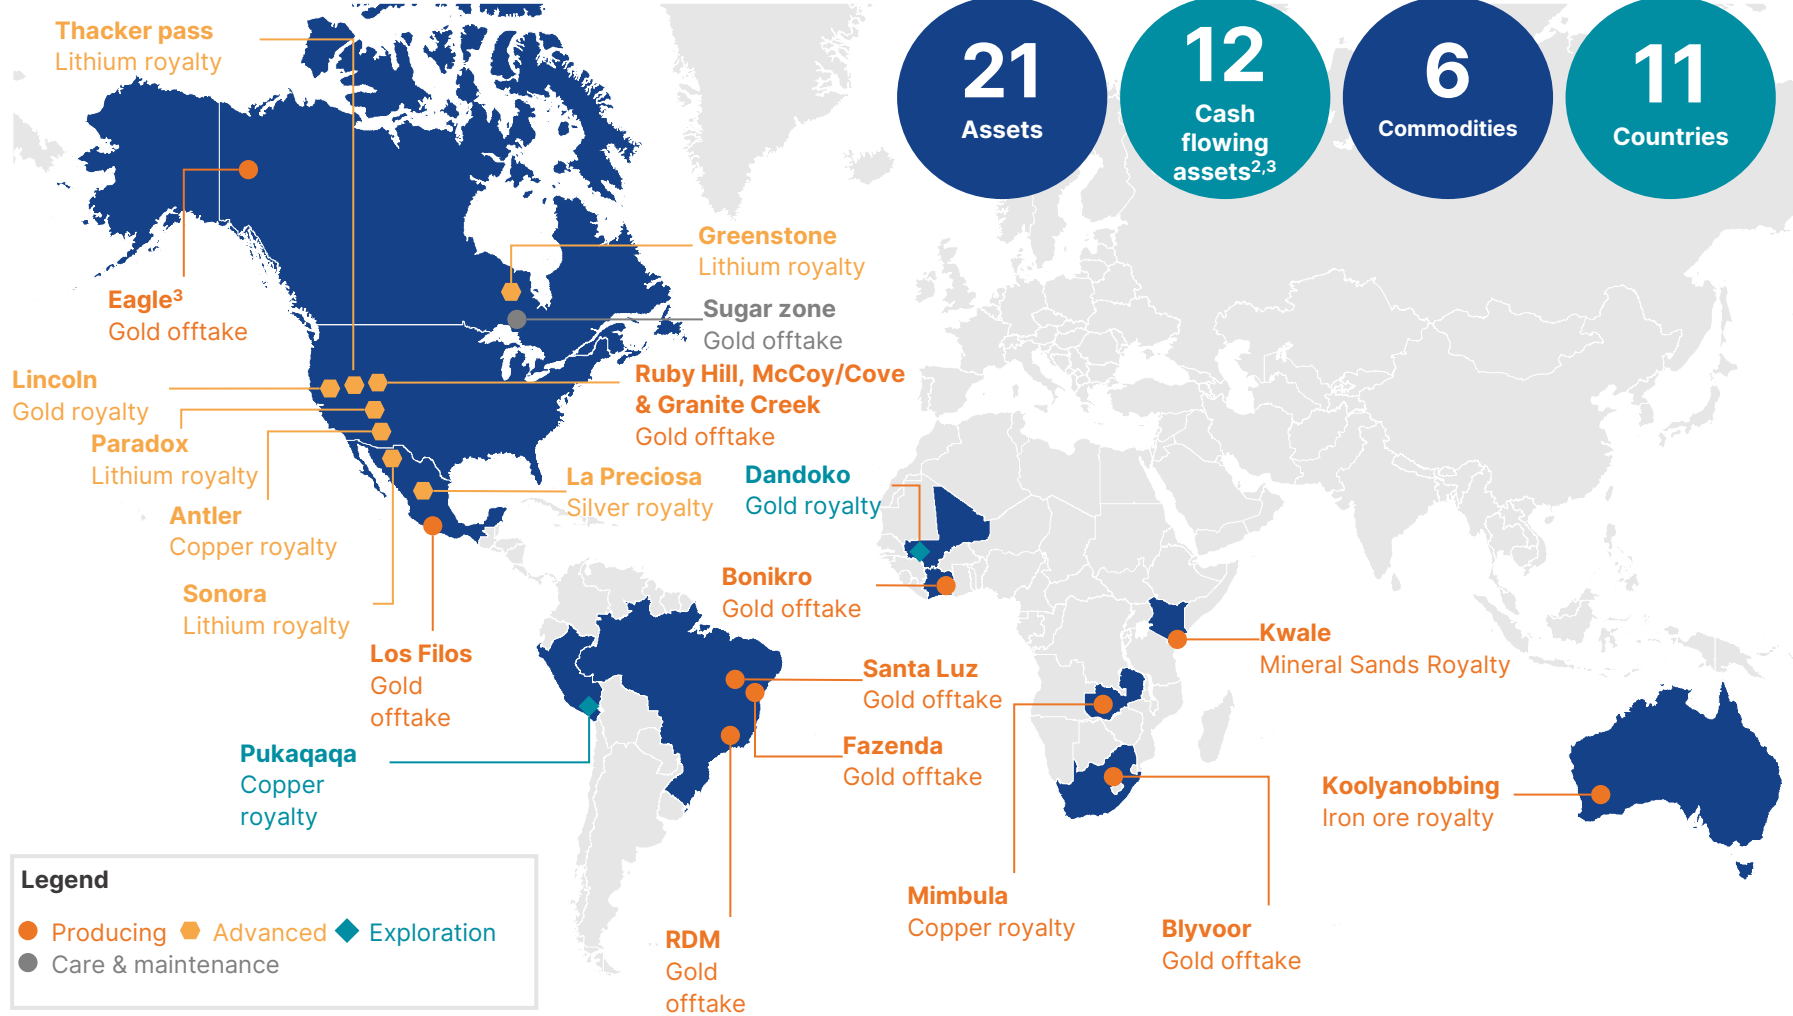 Thacker pass
Lithium royalty
21
Assets
12
Cash
flowing
assets2,3
6
Commodities
11
Countries
Greenstone
Lithium royalty
Eagle3
Gold offtake
Sugar zone
Gold offtake
Lincoln
Gold royalty
Ruby Hill, McCoy/Cove
& Granite Creek
Gold offtake
Paradox
Lithium royalty
La Preciosa
Silver royalty
Dandoko
Gold royalty
Antler
Copper royalty
Bonikro
Gold offtake
Sonora
Lithium royalty
Kwale
Mineral Sands Royalty
Los Filos
Gold
offtake
Santa Luz
Gold offtake
Pukaqaqa
Copper
royalty
Fazenda
Gold offtake
Koolyanobbing
Iron ore royalty
Mimbula
Copper royalty
Blyvoor
Gold offtake
RDM
Gold
offtake
Legend
Producing Advanced Exploration
Care & maintenance